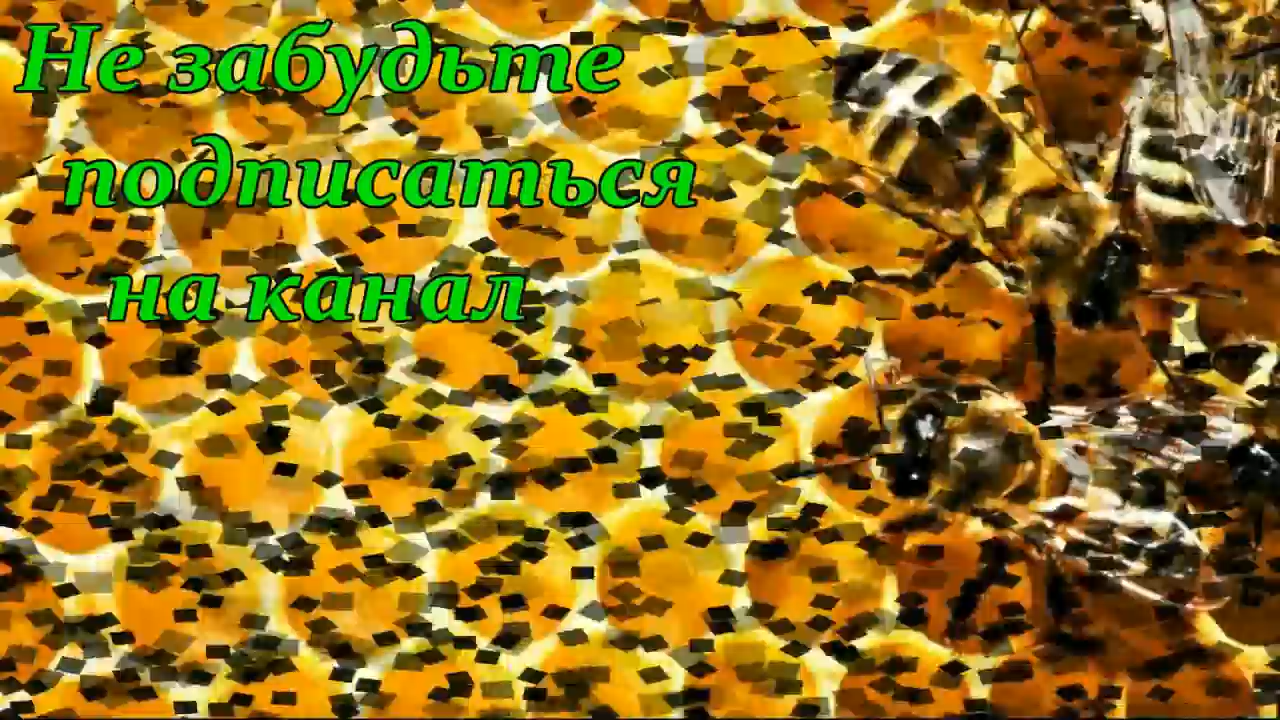 Не забудьте
подписаться
на канал